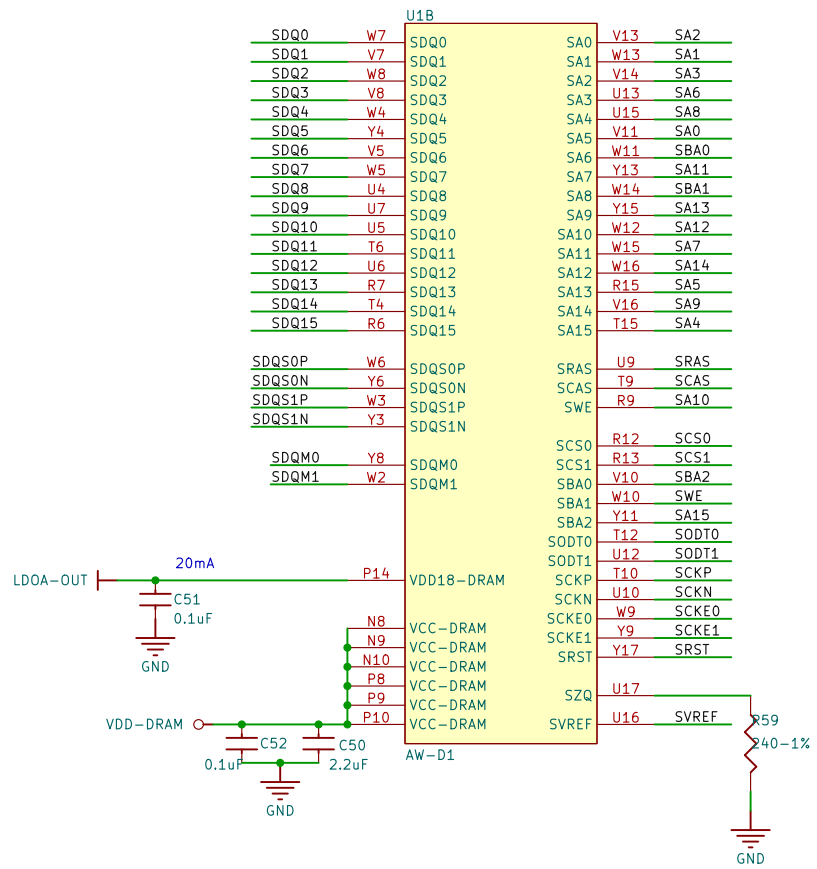 U1B
SDQ0 W7 SDQ0 SA0 V13 SA2
SDQ1 V7 SDQ1 SA1 W13 SA1
SDQ2 W8 SDQ2 SA2 V14 SA3
SDQ3 V8 SDQ3 SA3 U13 SA6
SDQ4 W4 SDQ4 SA4 U15 SA8
SDQ5 Y4 SDQ5 SA5 V11 SA0
SDQ6 V5 SDQ6 SA6 W11 SBA0
SDQ7 W5 SDQ7 SA7 Y13 SA11
SDQ8 U4 SDQ8 SA8 W14 SBA1
SDQ9 U7 SDQ9 SA9 Y15 SA13
SDQ10 U5 SDQ10 SA10 W12 SA12
SDQ11 T6 SDQ11 SA11 W15 SA7
SDQ12 U6 SDQ12 SA12 W16 SA14
SDQ13 R7 SDQ13 SA13 R15 SA5
SDQ14 T4 SDQ14 SA14 V16 SA9
SDQ15 R6 SDQ15 SA15 T15 SA4
SDQS0P W6 SDQS0P SRAS U9 SRAS
SDQS0N Y6 SDQS0N SCAS T9 SCAS
SDQS1P W3 SDQS1P SWE R9 SA10
SDQS1N Y3 SDQS1N
SCS0 R12 SCS0
SDQM0 Y8 SDQM0 SCS1 R13 SCS1
SDQM1 W2 SDQM1 SBA0 V10 SBA2
SBA1 W10 SWE
SBA2 Y11 SA15
SODT0 T12 SODT0
SODT1 U12 SODT1
20mA
LDOA-OUT P14 VDD18-DRAM SCKP T10 SCKP
C51 SCKN U10 SCKN
0.1uF SCKE0 W9 SCKE0
N8 VCC-DRAM SCKE1 Y9 SCKE1
N9 VCC-DRAM SRST Y17 SRST
GND N10 VCC-DRAM
P8 VCC-DRAM SZQ U17
P9 VCC-DRAM
VDD-DRAM P10 VCC-DRAM SVREF U16 SVREF R59
C52 C50 240-1%
AW-D1
0.1uF 2.2uF
GND
GND